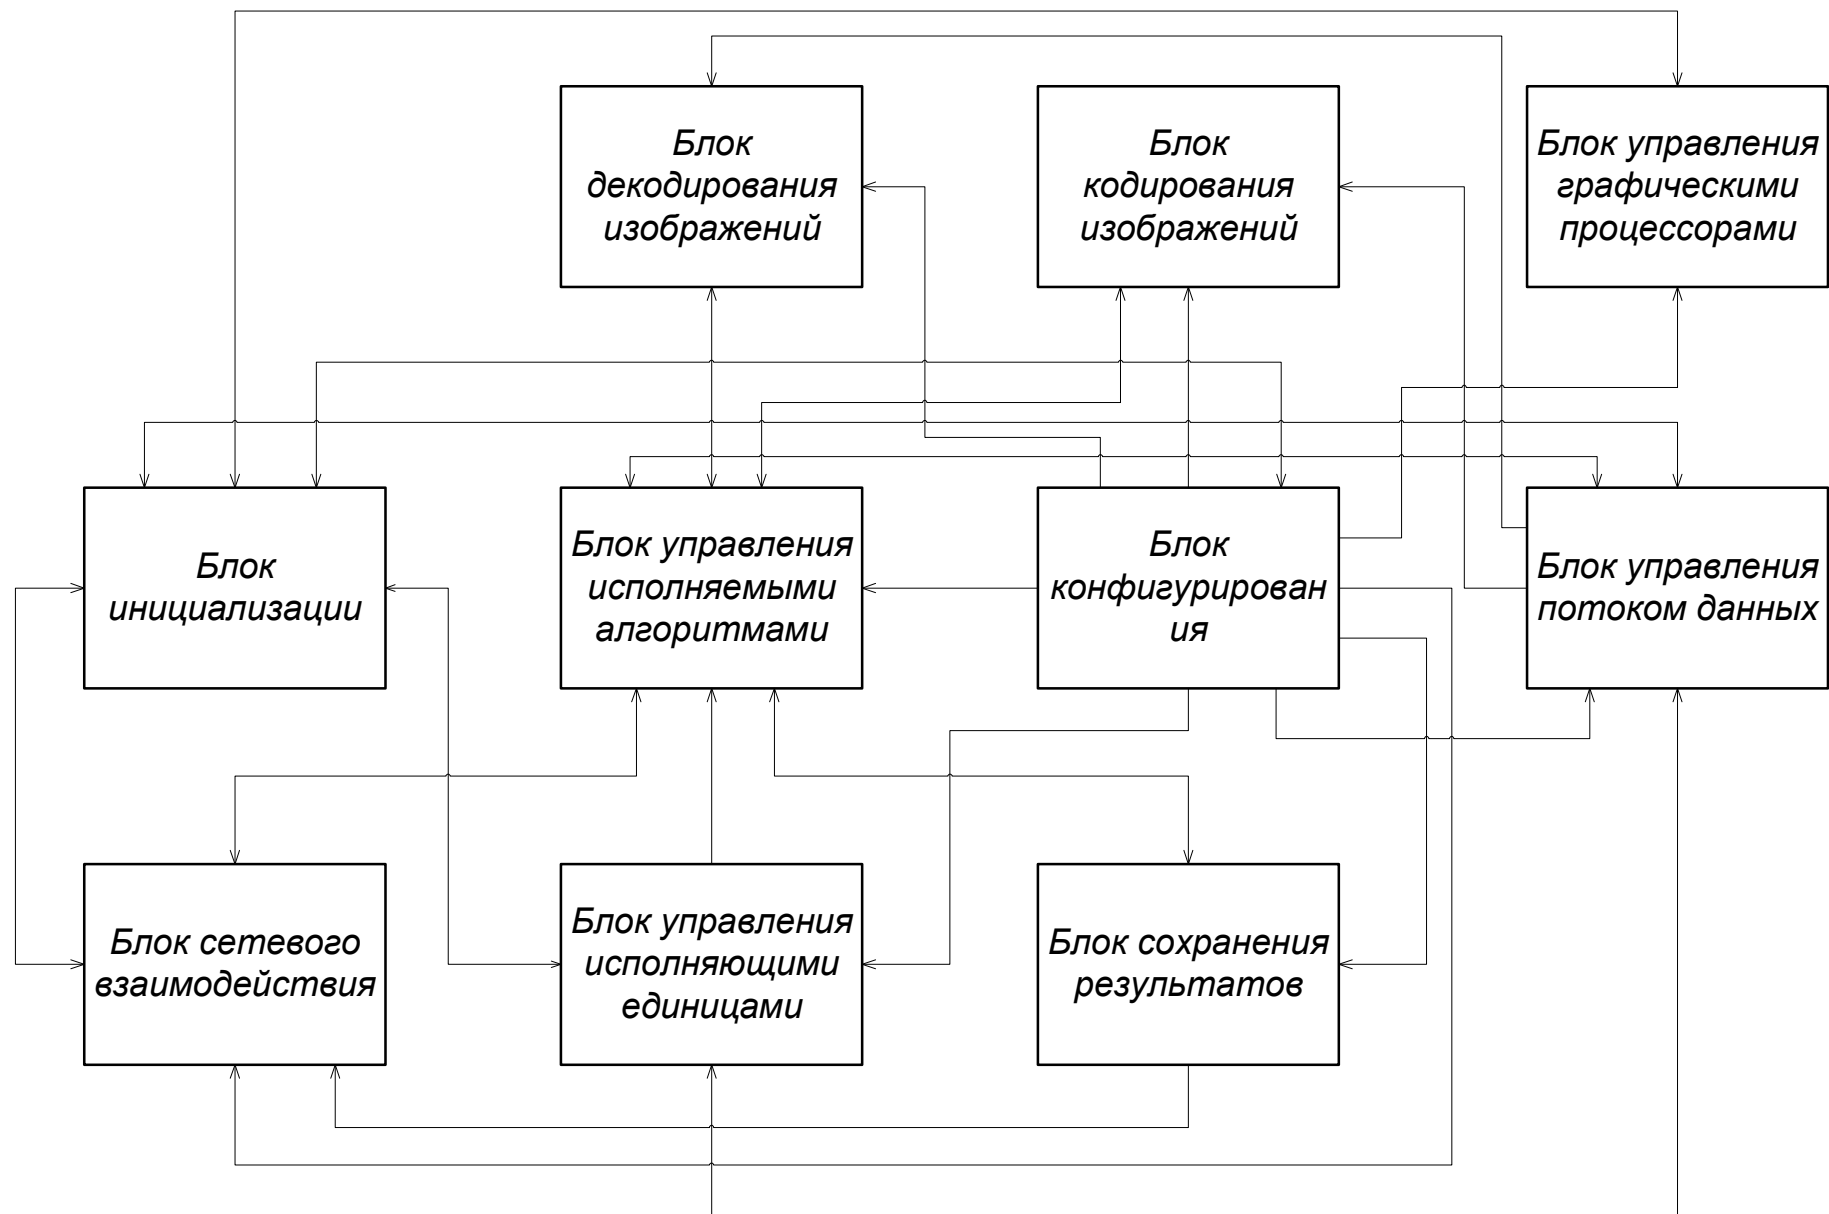 Блок
декодирования
изображений
Блок
кодирования
изображений
Блок управления
графическими
процессорами
Блок
инициализации
Блок управления
исполняемыми
алгоритмами
Блок
конфигурирован
ия
Блок управления
потоком данных
Блок сетевого
взаимодействия
Блок управления
исполняющими
единицами
Блок сохранения
результатов